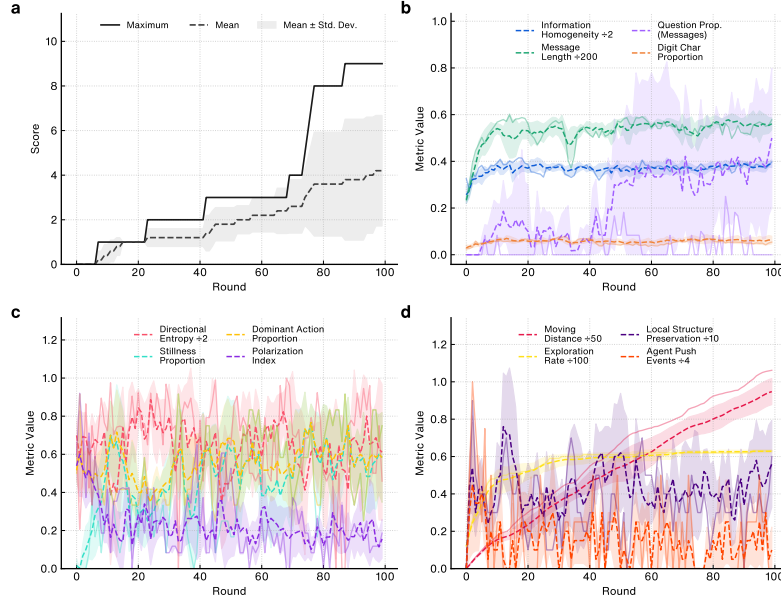 a
Maximum
Mean
Mean ± Std. Dev.
10
8
6
4
2
0
Score
0
20
40
60
80
100
Round
b
Information
Homogeneity ÷2
Message
Length ÷200
Question Prop.
(Messages)
Digit Char
Proportion
1.0
0.8
0.6
0.4
0.2
0.0
Metric Value
0
20
40
60
80
100
Round
c
Directional
Entropy ÷2
Stillness
Proportion
Dominant Action
Proportion
Polarization
Index
1.2
1.0
0.8
0.6
0.4
0.2
0.0
Metric Value
0
20
40
60
80
100
Round
d
Moving
Distance ÷50
Exploration
Rate ÷100
Local Structure
Preservation ÷10
Agent Push
Events ÷4
1.2
1.0
0.8
0.6
0.4
0.2
0.0
Metric Value
0
20
40
60
80
100
Round